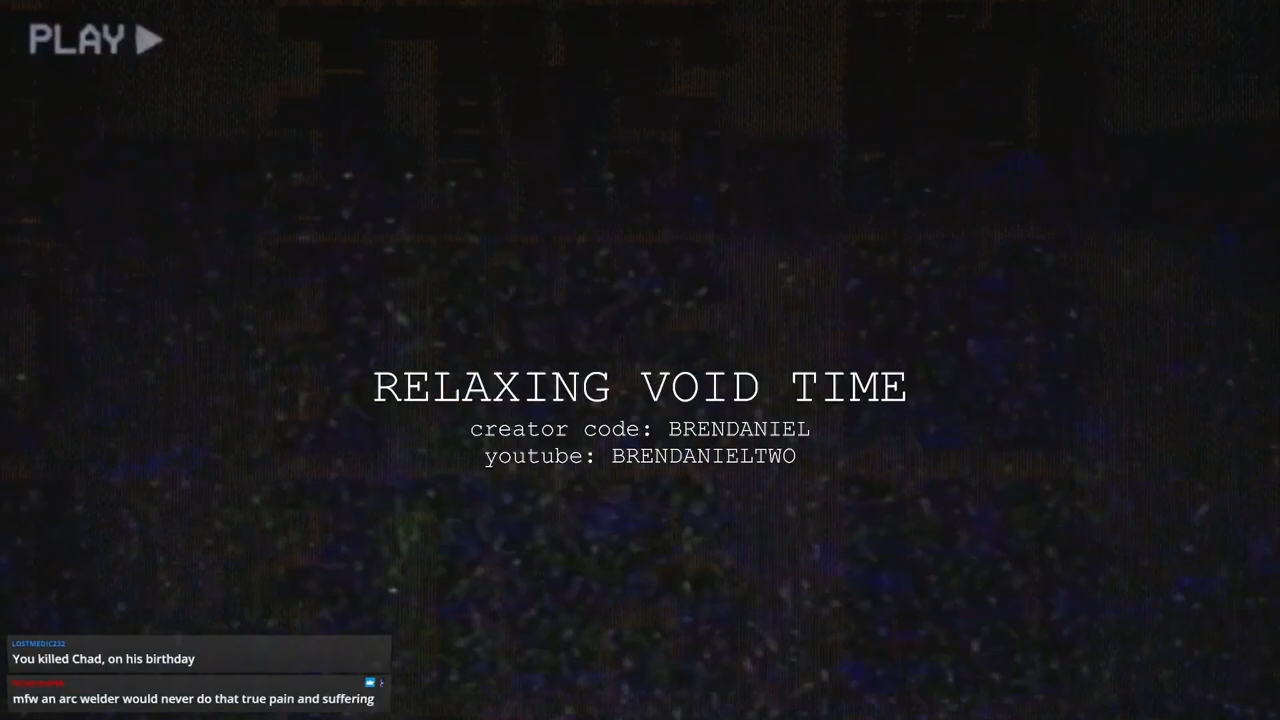 PLAY
RELAXING VOID TIME
creator code: BRENDANIEL
youtube: BRENDANIELTWO
LOSTMEDIC232
You killed Chad, on his birthday
mfw an arc welder would never do that true pain and suffering